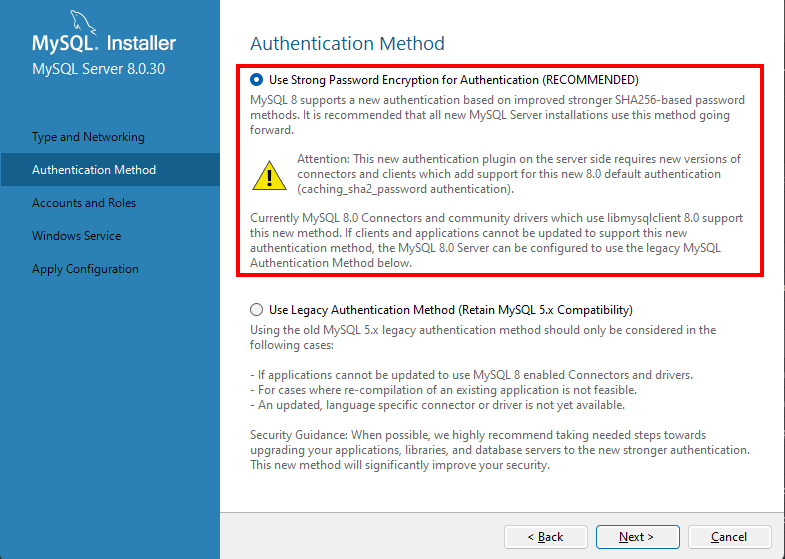 MySQL. Installer
MySQL Server 8.0.30
Type and Networking
Authentication Method
Accounts and Roles
Windows Service
Apply Configuration
Authentication Method
Use Strong Password Encryption for Authentication (RECOMMENDED)
MySQL 8 supports a new authentication based on improved stronger SHA256-based password
methods. It is recommended that all new MySQL Server installations use this method going
forward.
Attention: This new authentication plugin on the server side requires new versions of
connectors and clients which add support for this new 8.0 default authentication
(caching_sha2_password authentication).
Currently MySQL 8.0 Connectors and community drivers which use libmysqlclient 8.0 support
this new method. If clients and applications cannot be updated to support this new
authentication method, the MySQL 8.0 Server can be configured to use the legacy MySQL
Authentication Method below.
Use Legacy Authentication Method (Retain MySQL 5.x Compatibility)
Using the old MySQL 5.x legacy authentication method should only be considered in the
following cases:
- If applications cannot be updated to use MySQL 8 enabled Connectors and drivers.
- For cases where re-compilation of an existing application is not feasible.
- An updated, language specific connector or driver is not yet available.
Security Guidance: When possible, we highly recommend taking needed steps towards
upgrading your applications, libraries, and database servers to the new stronger authentication.
This new method will significantly improve your security.
< Back
Next >
Cancel